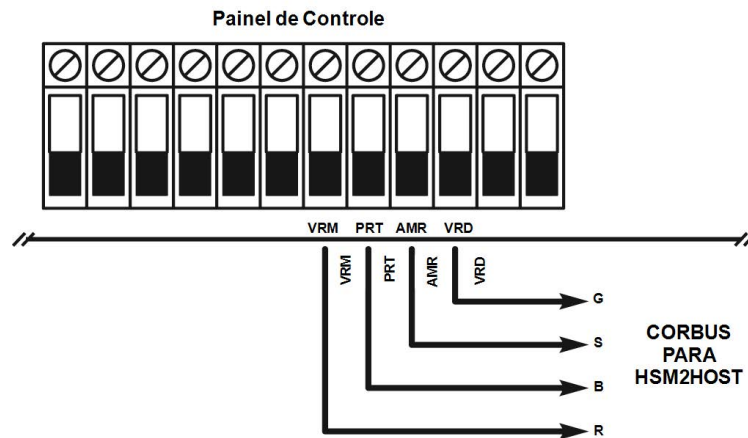 Painel de Controle
VRM PRT AMR VRD
VRM PRT AMR VRD
G
S
B
R
CORBUS
PARA
HSM2HOST